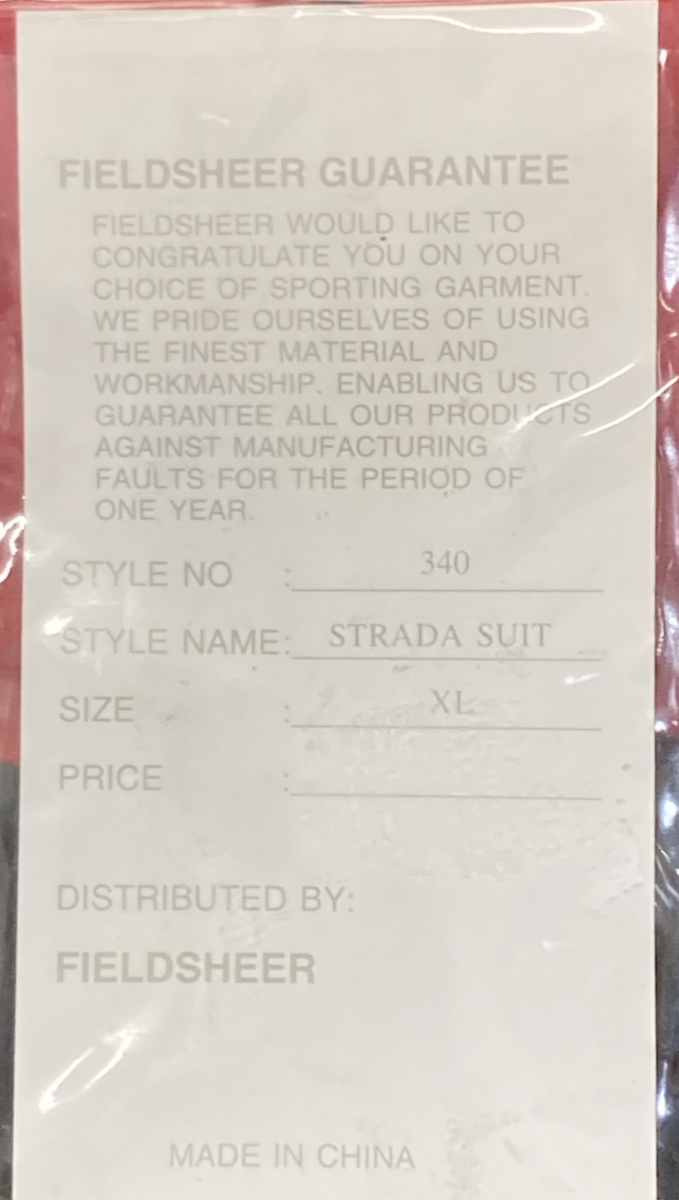 FIELDSHEER GUARANTEE
FIELDSHEER WOULD LIKE TO
CONGRATULATE YOU ON YOUR
CHOICE OF SPORTING GARMENT.
WE PRIDE OURSELVES OF USING
THE FINEST MATERIAL AND
WORKMANSHIP. ENABLING US TO
GUARANTEE ALL OUR PRODUCTS
AGAINST MANUFACTURING
FAULTS FOR THE PERIOD OF
ONE YEAR.
STYLE NO : 340
STYLE NAME: STRADA SUIT
SIZE : XL
PRICE :
DISTRIBUTED BY:
FIELDSHEER
MADE IN CHINA